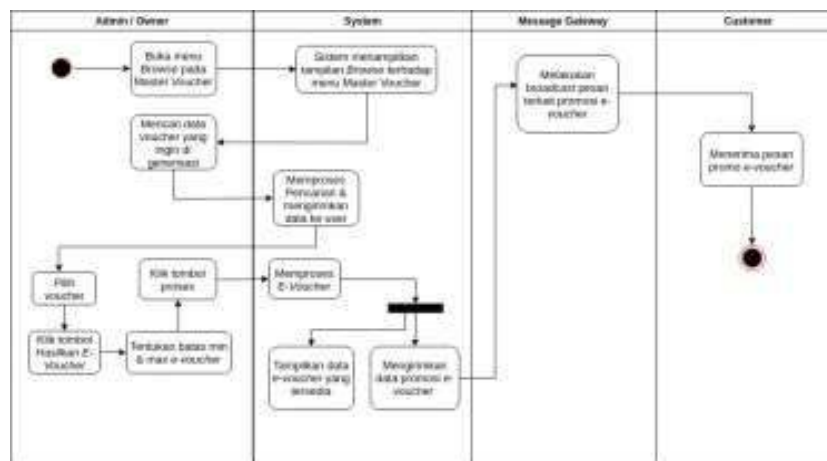 Admin / Owner
System
Message Gateway
Customer
Buka menu
Browse pada
Master Voucher
Sistem menampilkan
tampilan Browse terhadap
menu Master Voucher
Melakukan
broadcast pesan
terkait promosi e-
voucher
Mencari data
voucher yang
ingin di
generasi
Menerima pesan
promo e-voucher
Memproses
Pencarian &
mengirimkan
data ke user
Pilih
voucher
Klik tombol
proses
Memproses
E-Voucher
Klik tombol
Hasilkan E-
Voucher
Tentukan batas min
& max e-voucher
Tampilkan data
e-voucher yang
tersedia
Mengirimkan
data promosi e-
voucher